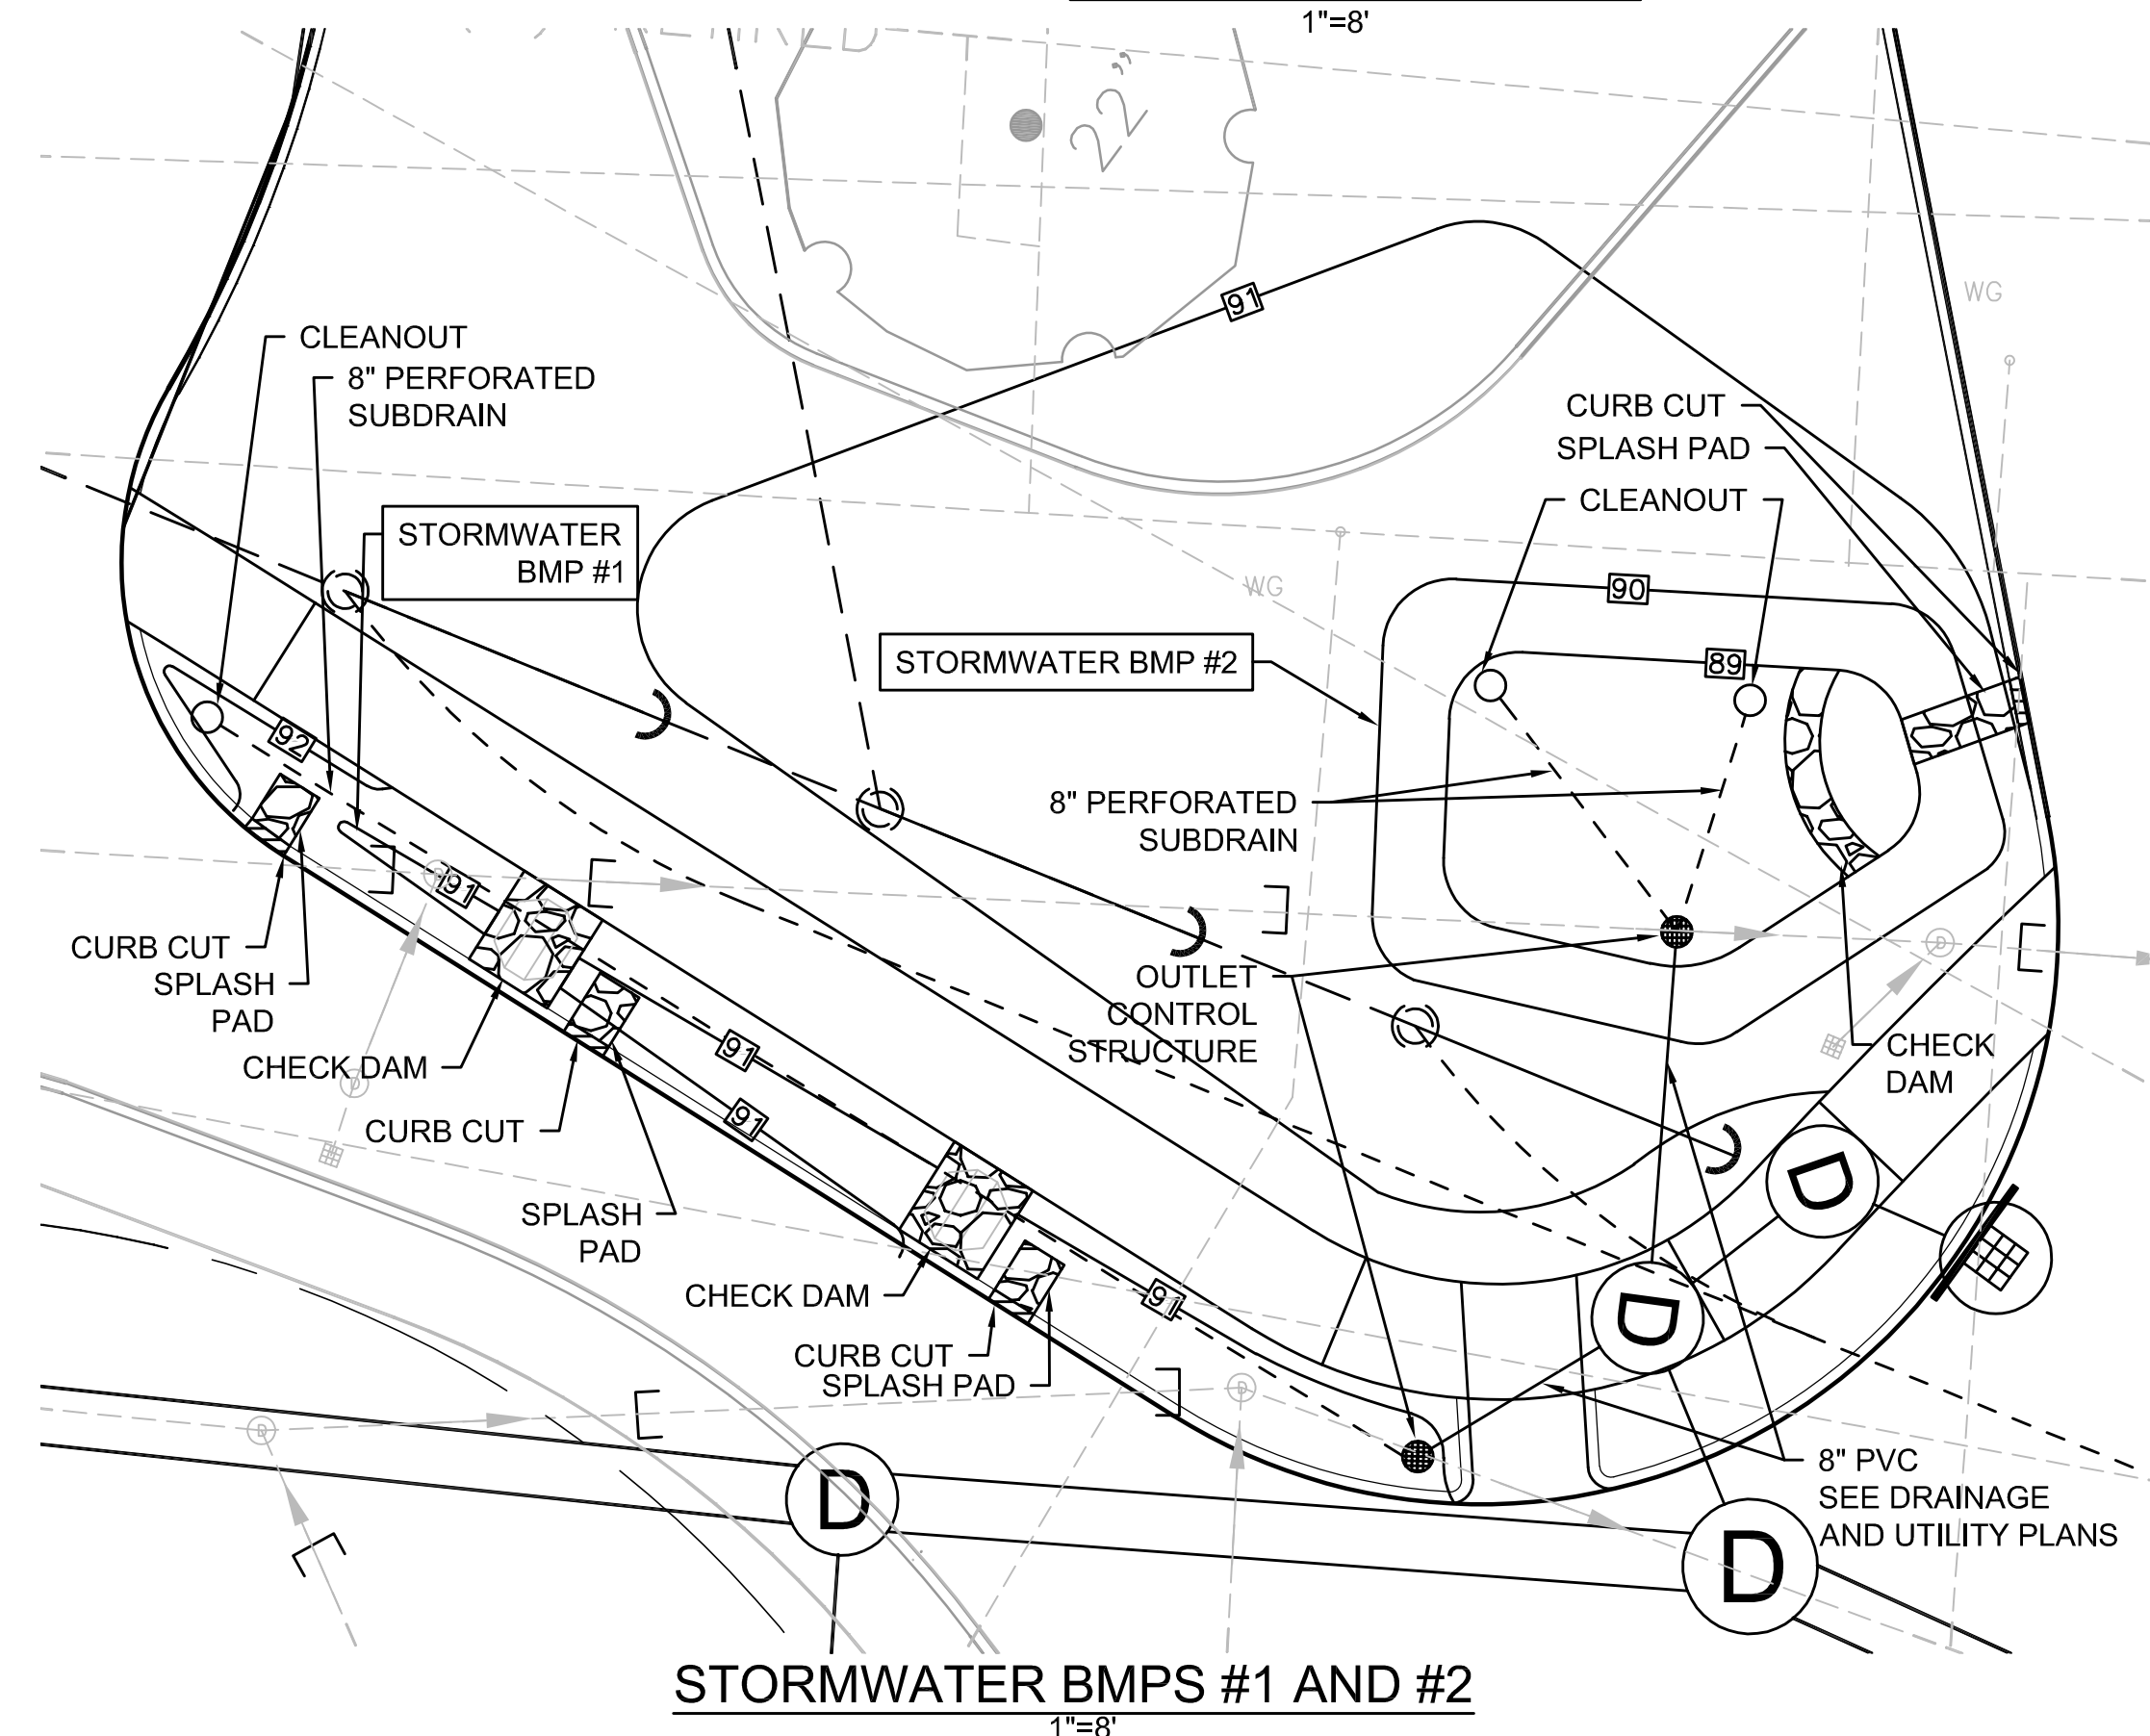 1"=8'
22"
91
WG
CLEANOUT
8" PERFORATED
SUBDRAIN
CURB CUT
SPLASH PAD
CLEANOUT
STORMWATER
BMP #1
WG
90
STORMWATER BMP #2
89
92
8" PERFORATED
SUBDRAIN
91
D
CURB CUT
SPLASH
PAD
D
OUTLET
CONTROL
STRUCTURE
CHECK
DAM
CHECK DAM
91
D
CURB CUT
91
D
SPLASH
PAD
CHECK DAM
91
D
CURB CUT
SPLASH PAD
D
D
8" PVC
SEE DRAINAGE
AND UTILITY PLANS
D
D
STORMWATER BMPS #1 AND #2
1"=8'